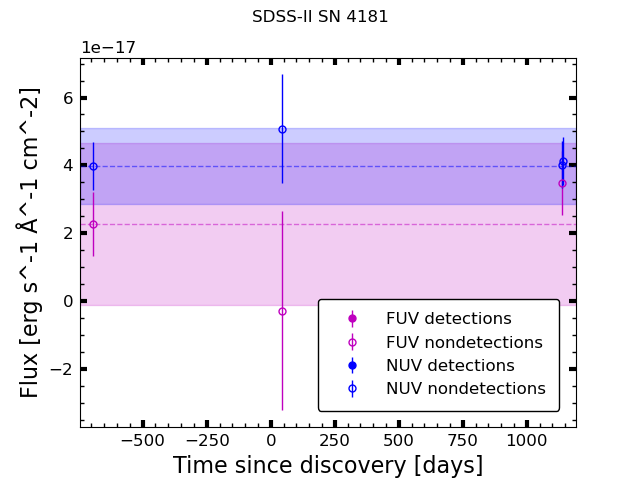 SDSS-II SN 4181
1e−17
6
4
2
0
−2
Flux [erg s^-1 Å^-1 cm^-2]
FUV detections
FUV nondetections
NUV detections
NUV nondetections
−500 −250 0 250 500 750 1000
Time since discovery [days]